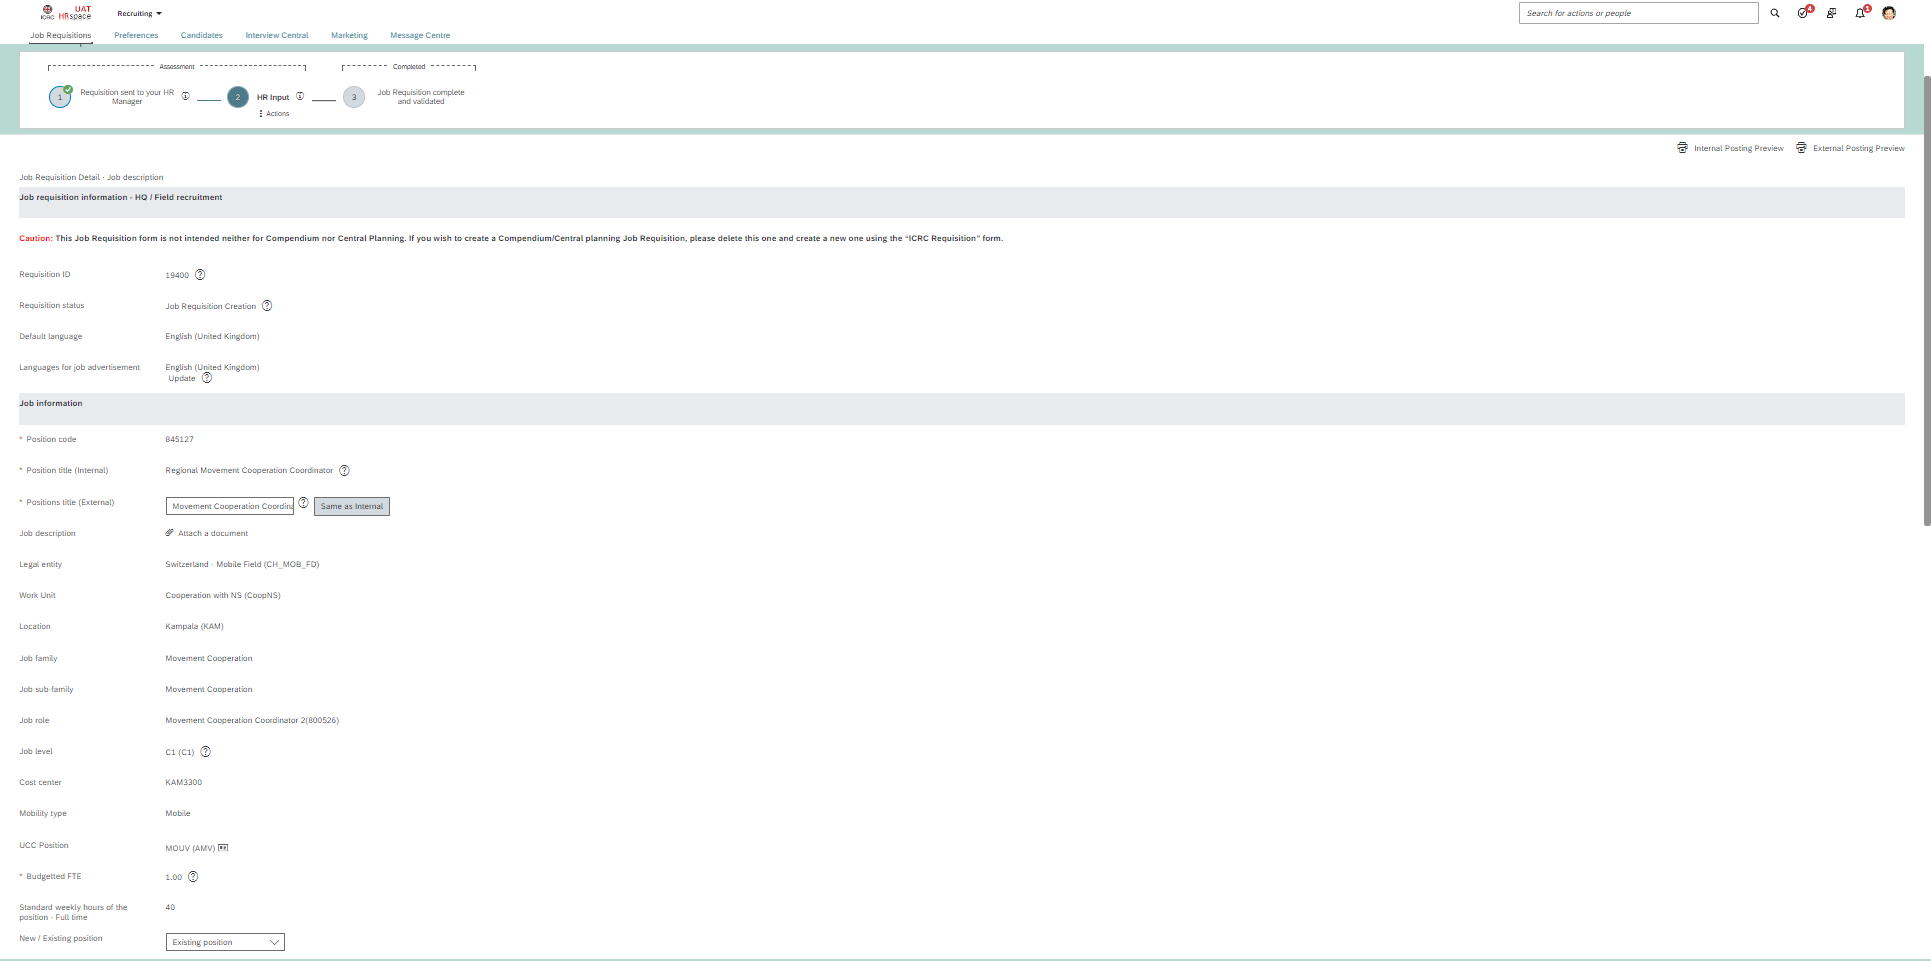 ICRC UAT HRspace
Recruiting
Search for actions or people
4
1
Job Requisitions Preferences Candidates Interview Central Marketing Message Centre
Assessment
Completed
1 Requisition sent to your HR Manager
2 HR Input
Actions
3 Job Requisition complete and validated
Internal Posting Preview External Posting Preview
Job Requisition Detail - Job description
Job requisition information - HQ / Field recruitment
Caution: This Job Requisition form is not intended neither for Compendium nor Central Planning. If you wish to create a Compendium/Central planning Job Requisition, please delete this one and create a new one using the “ICRC Requisition” form.
Requisition ID 19400
Requisition status Job Requisition Creation
Default language English (United Kingdom)
Languages for job advertisement English (United Kingdom)
Update
Job information
* Position code 845127
* Position title (Internal) Regional Movement Cooperation Coordinator
* Positions title (External) Movement Cooperation Coordin Same as Internal
Job description Attach a document
Legal entity Switzerland - Mobile Field (CH_MOB_FD)
Work Unit Cooperation with NS (CoopNS)
Location Kampala (KAM)
Job family Movement Cooperation
Job sub-family Movement Cooperation
Job role Movement Cooperation Coordinator 2(800526)
Job level C1 (C1)
Cost center KAM3300
Mobility type Mobile
UCC Position MOUV (AMV)
* Budgetted FTE 1.00
Standard weekly hours of the position - Full time 40
New / Existing position Existing position